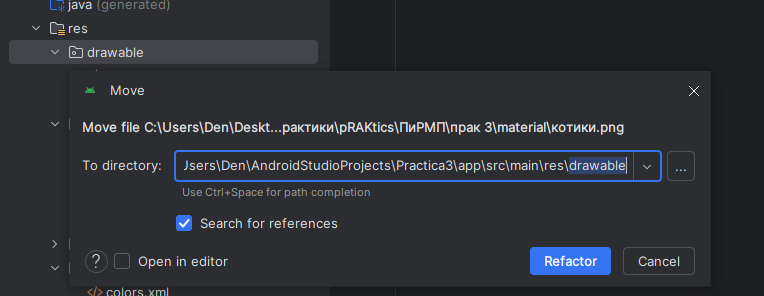 java (generated)
res
drawable
Move
Move file C:\Users\Den\Deskt...рактики\pRAKtics\ПиРМП\прак 3\material\котики.png
To directory:
Jsers\Den\AndroidStudioProjects\Practica3\app\src\main\res\drawable
...
Use Ctrl+Space for path completion
Search for references
?
Open in editor
Refactor
Cancel
colors.xml